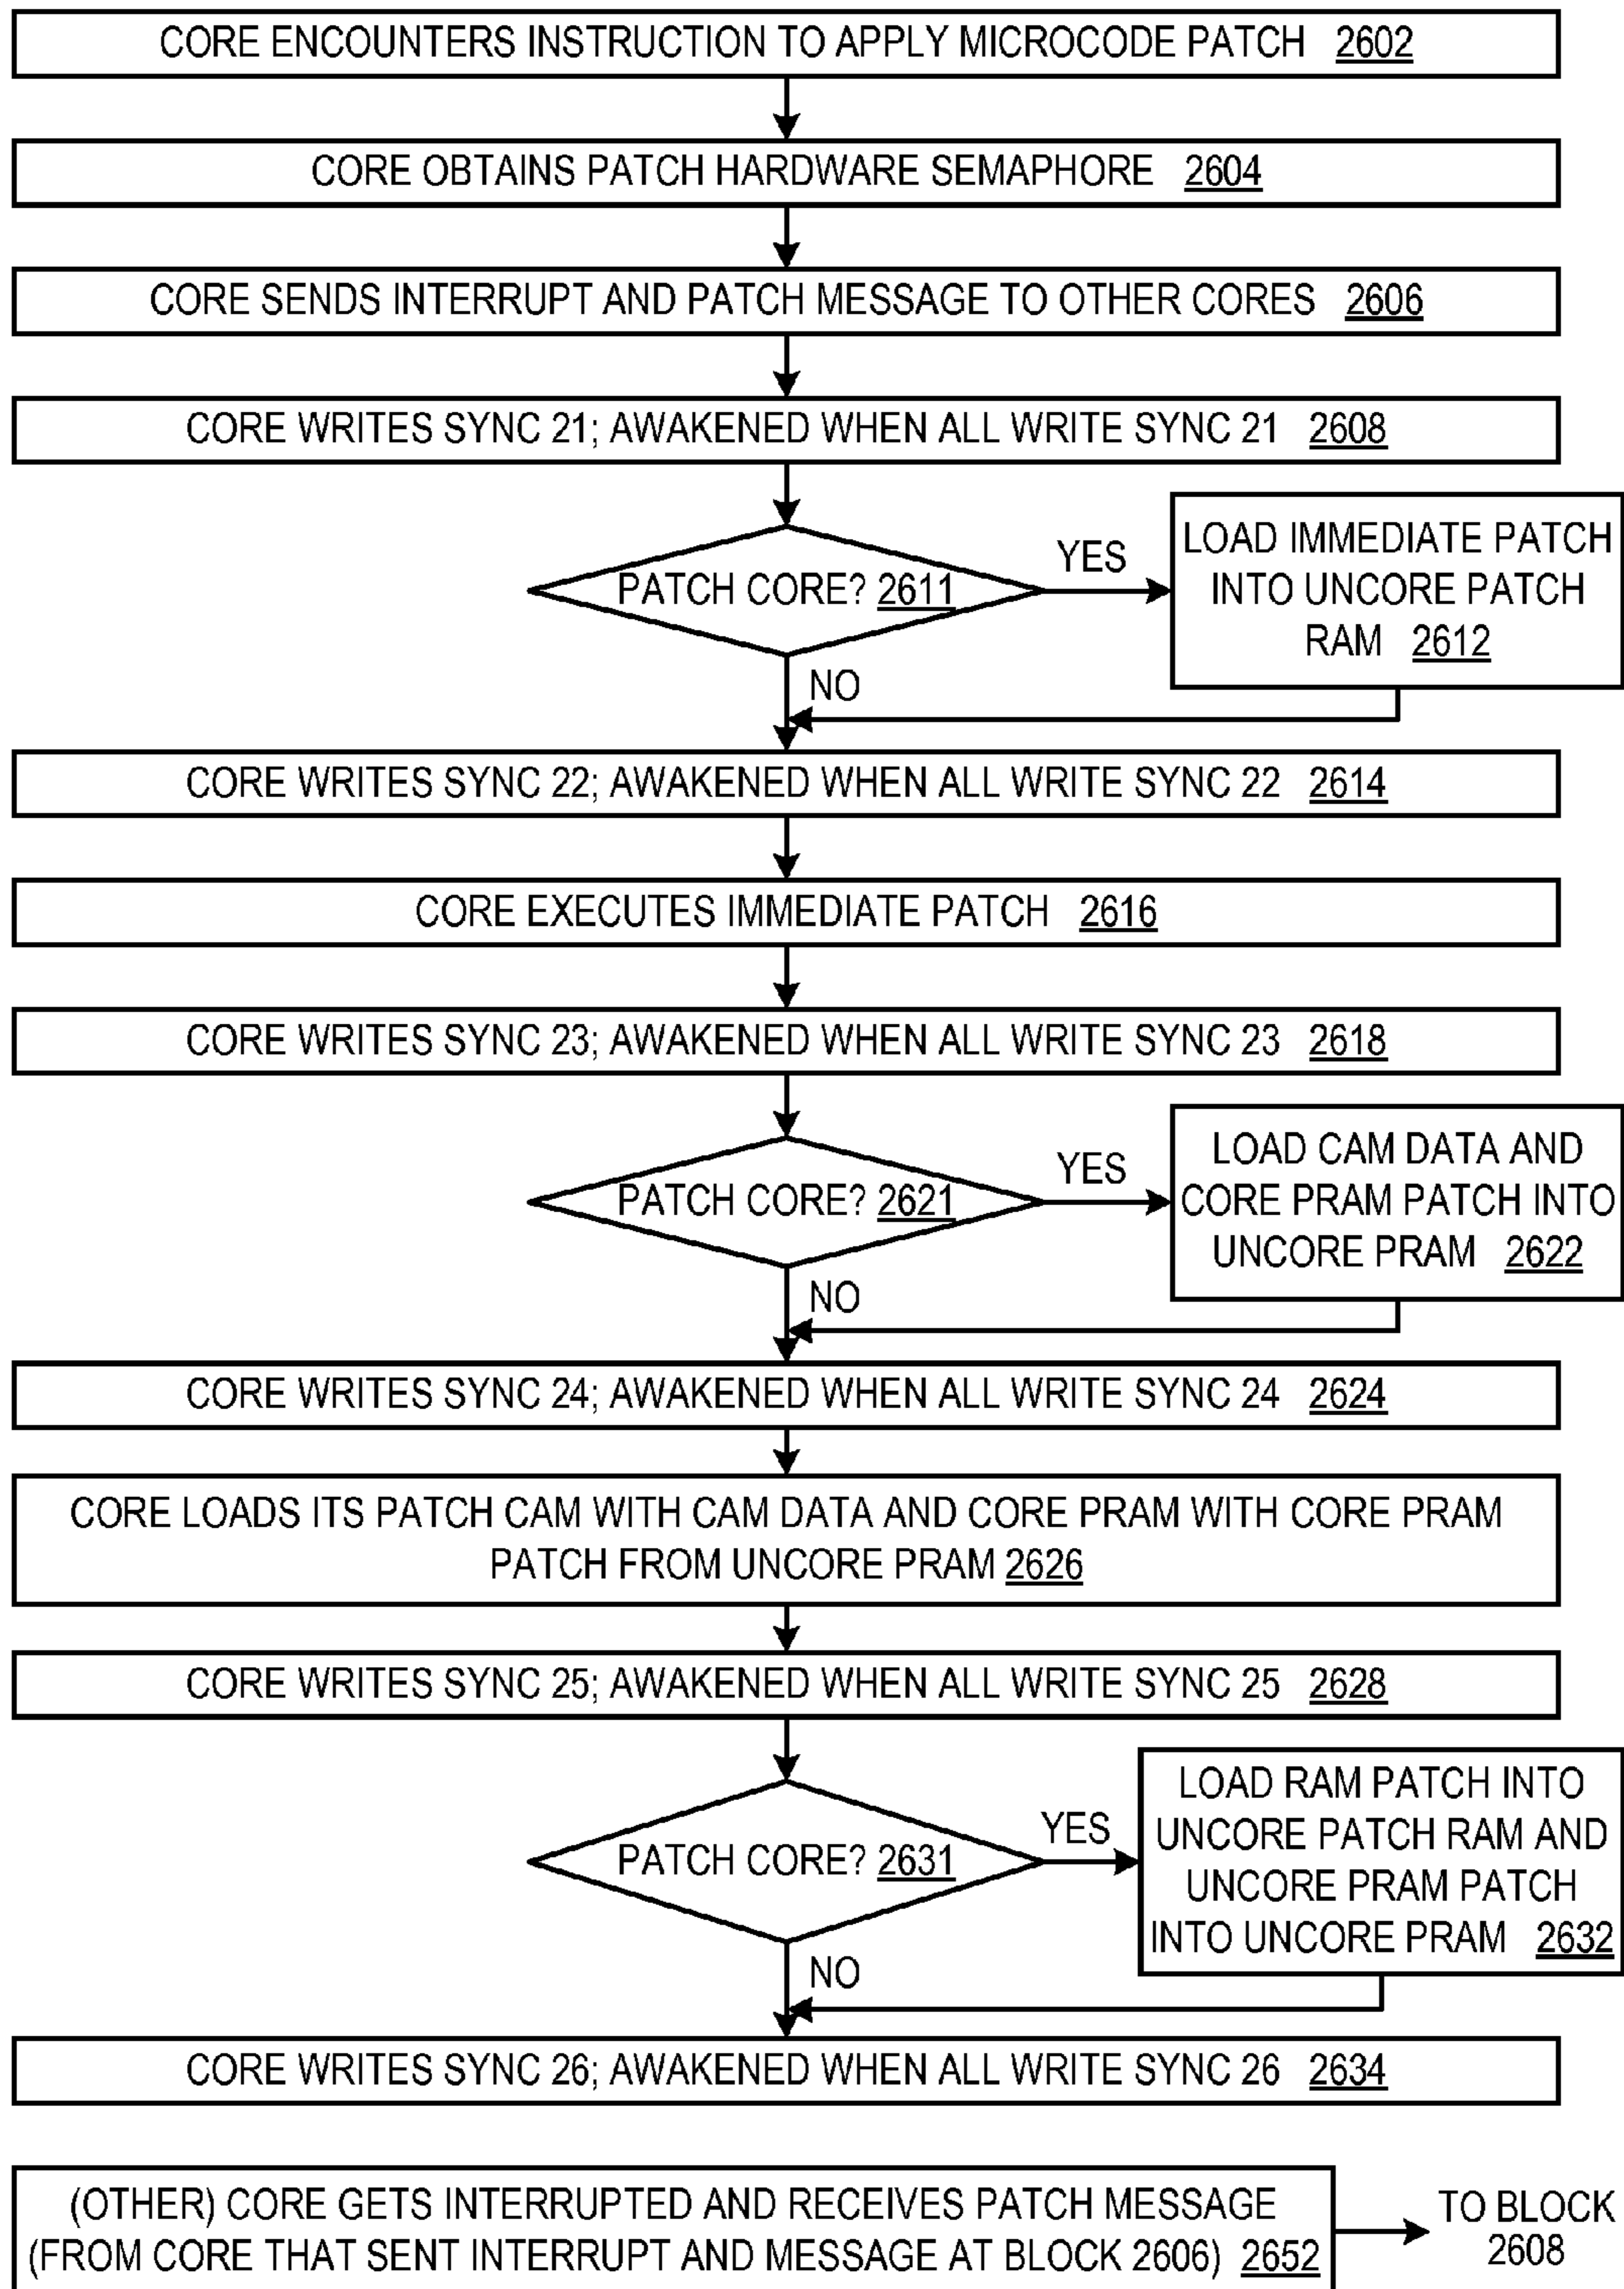 CORE ENCOUNTERS INSTRUCTION TO APPLY MICROCODE PATCH 2602
CORE OBTAINS PATCH HARDWARE SEMAPHORE 2604
CORE SENDS INTERRUPT AND PATCH MESSAGE TO OTHER CORES 2606
CORE WRITES SYNC 21; AWAKENED WHEN ALL WRITE SYNC 21 2608
PATCH CORE? 2611
YES
LOAD IMMEDIATE PATCH
INTO UNCORE PATCH
RAM 2612
NO
CORE WRITES SYNC 22; AWAKENED WHEN ALL WRITE SYNC 22 2614
CORE EXECUTES IMMEDIATE PATCH 2616
CORE WRITES SYNC 23; AWAKENED WHEN ALL WRITE SYNC 23 2618
PATCH CORE? 2621
YES
LOAD CAM DATA AND
CORE PRAM PATCH INTO
UNCORE PRAM 2622
NO
CORE WRITES SYNC 24; AWAKENED WHEN ALL WRITE SYNC 24 2624
CORE LOADS ITS PATCH CAM WITH CAM DATA AND CORE PRAM WITH CORE PRAM
PATCH FROM UNCORE PRAM 2626
CORE WRITES SYNC 25; AWAKENED WHEN ALL WRITE SYNC 25 2628
PATCH CORE? 2631
YES
LOAD RAM PATCH INTO
UNCORE PATCH RAM AND
UNCORE PRAM PATCH
INTO UNCORE PRAM 2632
NO
CORE WRITES SYNC 26; AWAKENED WHEN ALL WRITE SYNC 26 2634
(OTHER) CORE GETS INTERRUPTED AND RECEIVES PATCH MESSAGE
(FROM CORE THAT SENT INTERRUPT AND MESSAGE AT BLOCK 2606) 2652
TO BLOCK
2608